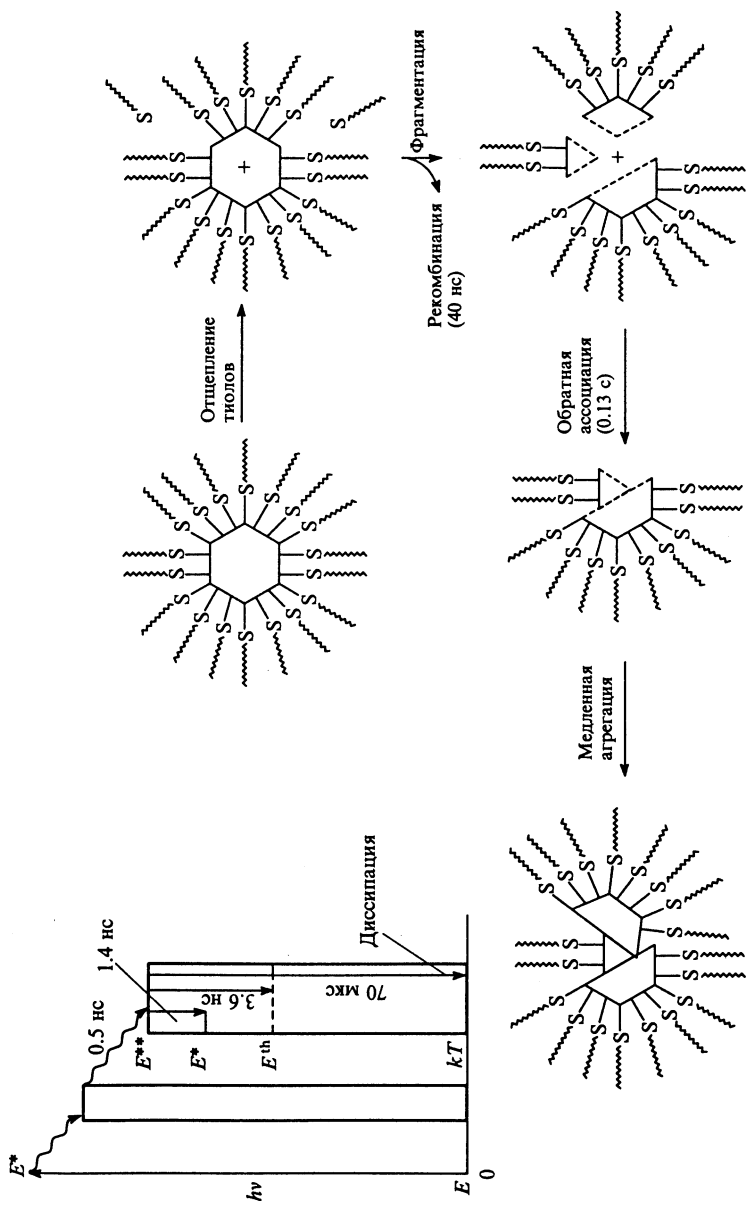 E*
hν
E
0
0.5 нс
1.4 нс
E**
E*
E^th
kT
3.6 нс
70 мкс
Диссипация
S S S S S S S S S S S S S S S S S S
Отщепление
тиолов
S S S S S S S S S S S S S S S S S S
+
Фрагментация
Рекомбинация
(40 нс)
S S S S S S S S S S S S S S S S
+
Обратная
ассоциация
(0.13 с)
S S S S S S S S S S S
Медленная
агрегация
S S S S S S S S S S S S S S S S S S